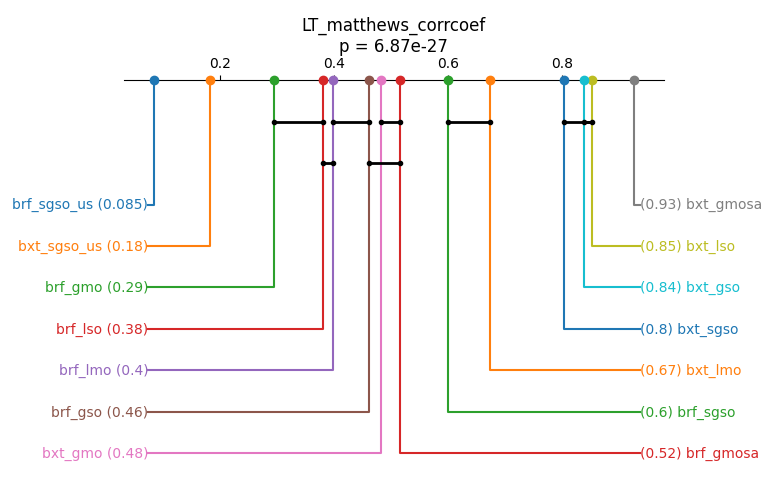 LT_matthews_corrcoef
p = 6.87e-27
0.2 0.4 0.6 0.8
brf_sgso_us (0.085) (0.93) bxt_gmosa
bxt_sgso_us (0.18) (0.85) bxt_lso
brf_gmo (0.29) (0.84) bxt_gso
brf_lso (0.38) (0.8) bxt_sgso
brf_lmo (0.4) (0.67) bxt_lmo
brf_gso (0.46) (0.6) brf_sgso
bxt_gmo (0.48) (0.52) brf_gmosa